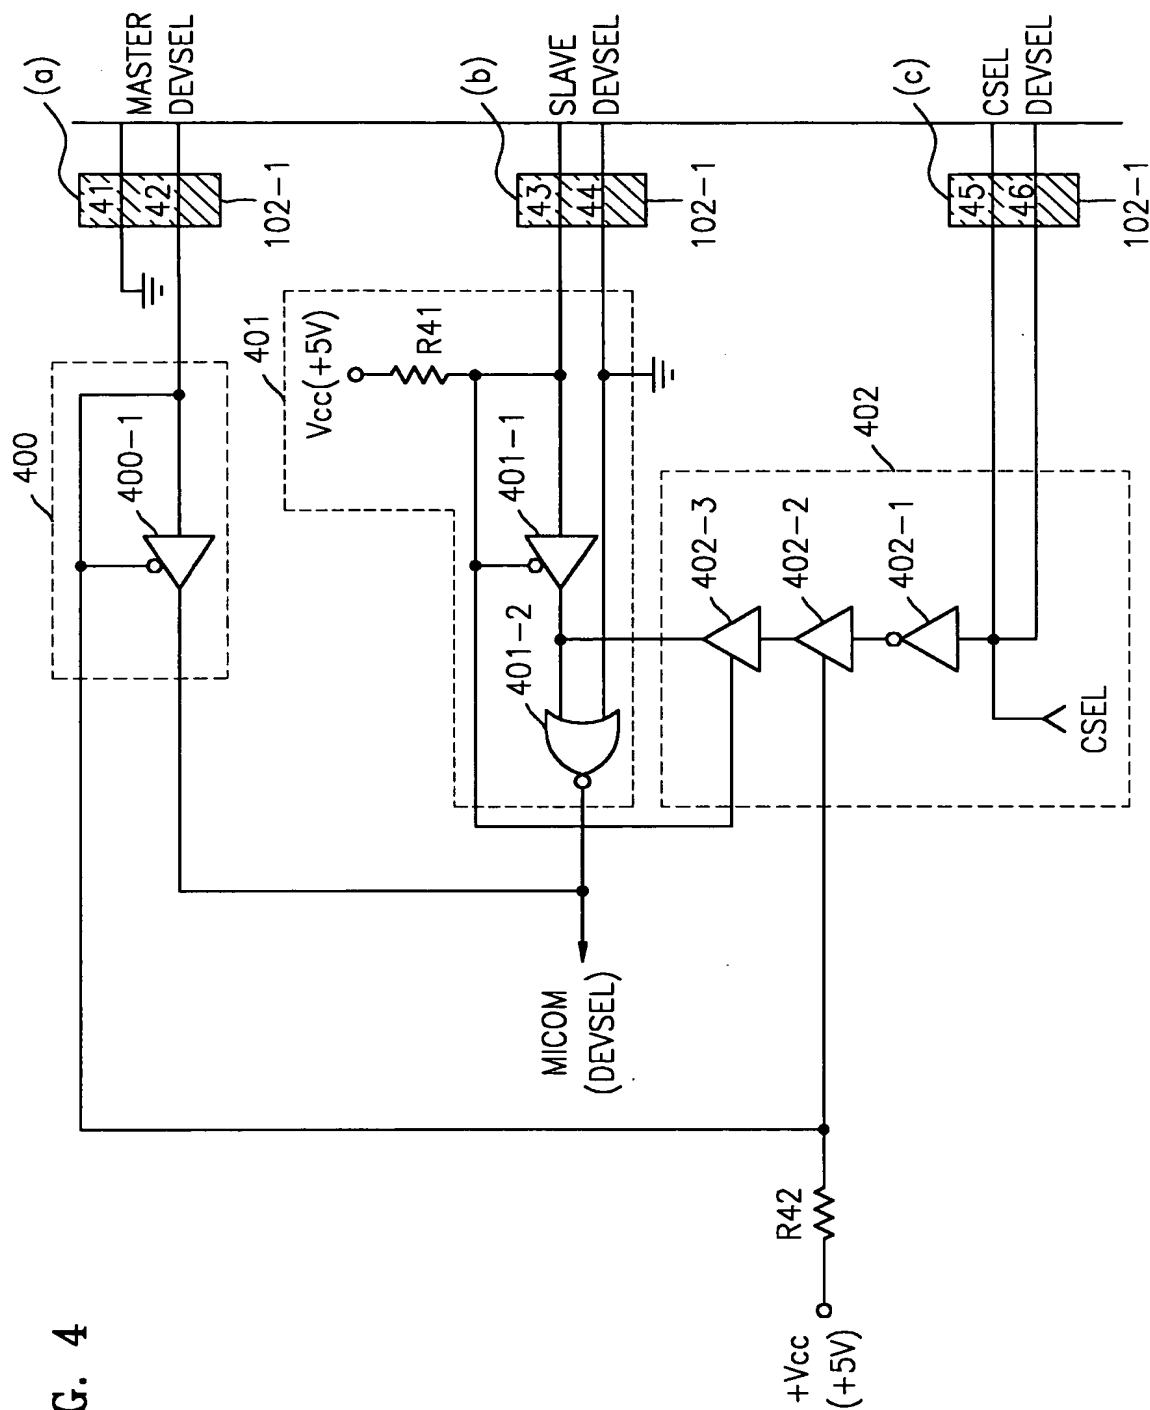 G. 4
(a)
MASTER
DEVSEL
41
42
102-1
400
400-1
(b)
SLAVE
DEVSEL
43
44
102-1
401
Vcc(+5V)
R41
401-1
401-2
(c)
CSEL
DEVSEL
45
46
102-1
402
402-3
402-2
402-1
CSEL
MICOM
(DEVSEL)
R42
+Vcc
(+5V)